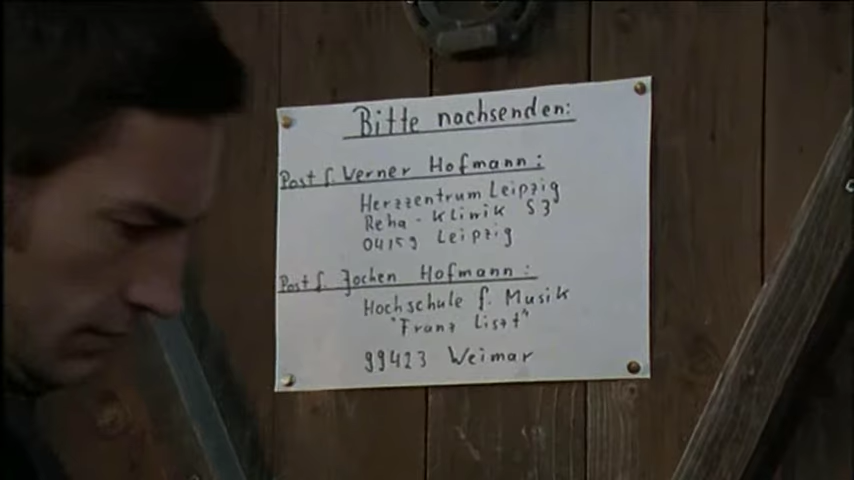 Bitte nachsenden:
Post f. Werner Hofmann:
Herzzentrum Leipzig
Reha-Klinik S3
04159 Leipzig
Post f. Jochen Hofmann:
Hochschule f. Musik
"Franz Liszt"
99423 Weimar